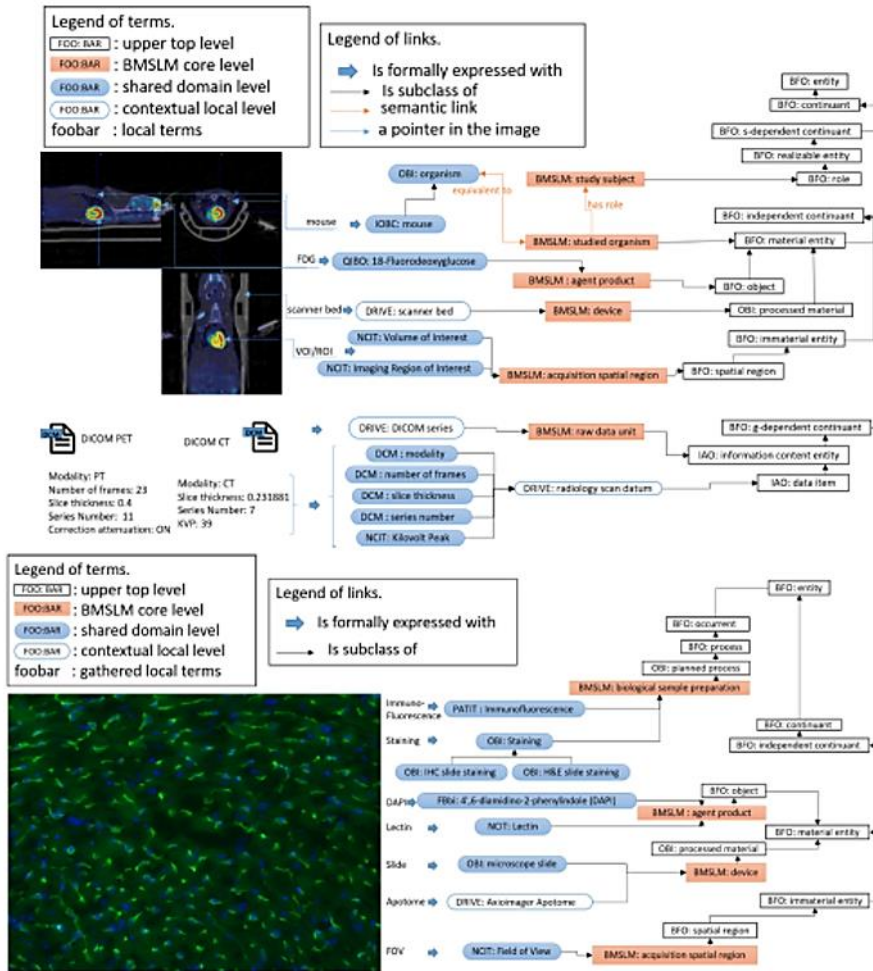 Legend of terms.
FOO: BAR : upper top level
FOO:BAR : BMSLM core level
FOO:BAR : shared domain level
FOO:BAR : contextual local level
foobar : local terms
Legend of links.
Is formally expressed with
Is subclass of
semantic link
a pointer in the image
BFO: entity
BFO: continuant
BFO: s-dependent continuant
BFO: realizable entity
BFO: role
OBI: organism
equivalent to
BMSLM: study subject
has role
mouse
IOBC: mouse
BMSLM: studied organism
BFO: independent continuant
BFO: material entity
FDG
QIBO: 18-Fluorodeoxyglucose
BMSLM : agent product
BFO: object
scanner bed
DRIVE: scanner bed
BMSLM: device
OBI: processed material
VOI/ROI
NCIT: Volume of Interest
NCIT: Imaging Region of Interest
BMSLM: acquisition spatial region
BFO: spatial region
BFO: immaterial entity
DICOM PET
DICOM CT
DRIVE: DICOM series
BMSLM: raw data unit
BFO: g-dependent continuant
IAO: information content entity
IAO: data item
Modality: PT
Number of frames: 23
Slice thickness: 0.4
Series Number: 11
Correction attenuation: ON
Modality: CT
Slice thickness: 0.231881
Series Number: 7
KVP: 39
DCM : modality
DCM : number of frames
DCM : slice thickness
DCM : series number
NCIT: Kilovolt Peak
DRIVE: radiology scan datum
Legend of terms.
FOO: BAR : upper top level
FOO:BAR : BMSLM core level
FOO:BAR : shared domain level
FOO:BAR : contextual local level
foobar : gathered local terms
Legend of links.
Is formally expressed with
Is subclass of
BFO: entity
BFO: occurrent
BFO: process
OBI: planned process
BMSLM: biological sample preparation
Immuno-
Fluorescence
PATIT : Immunofluorescence
Staining
OBI: Staining
OBI: IHC slide staining
OBI: H&E slide staining
BFO: continuant
BFO: independent continuant
DAPI
FBbi: 4',6-diamidino-2-phenylindole (DAPI)
BFO: object
BMSLM : agent product
Lectin
NCIT: Lectin
BFO: material entity
OBI: processed material
Slide
OBI: microscope slide
BMSLM: device
Apotome
DRIVE: Axioimager Apotome
BFO: immaterial entity
BFO: spatial region
FOV
NCIT: Field of View
BMSLM: acquisition spatial region